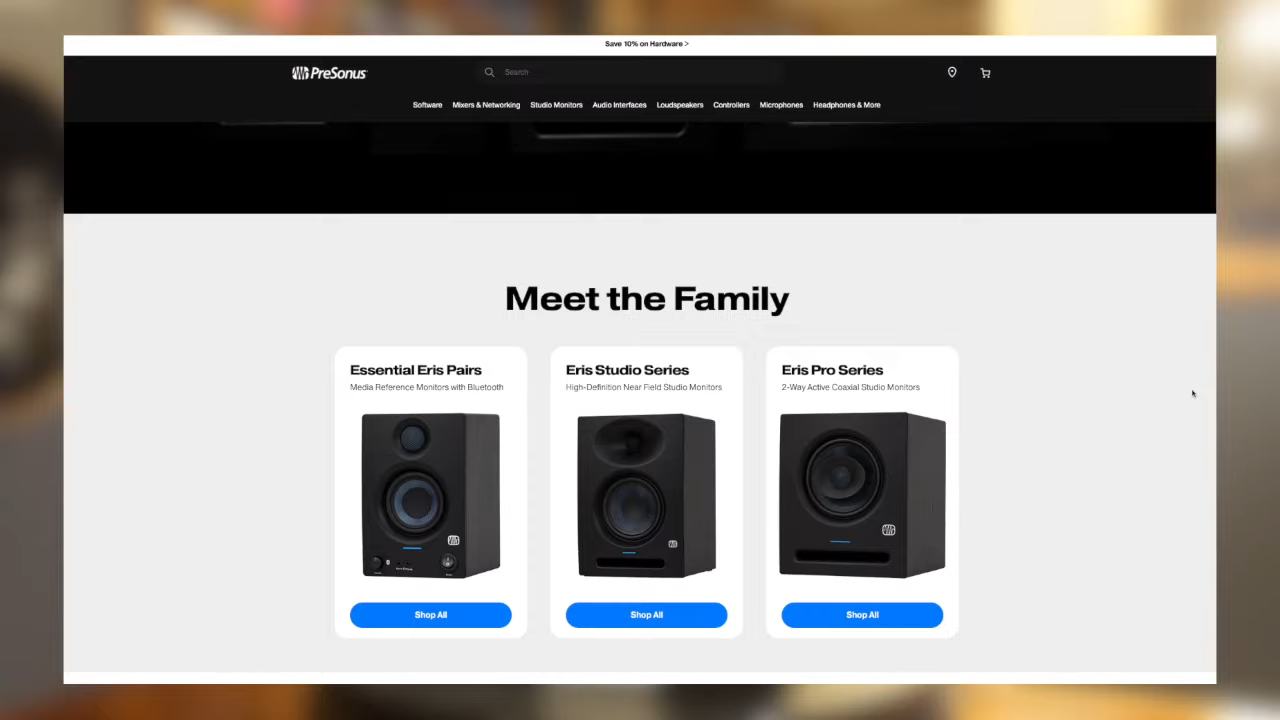 Save 10% on Hardware >
PreSonus
Search
Software Mixers & Networking Studio Monitors Audio Interfaces Loudspeakers Controllers Microphones Headphones & More
Meet the Family
Essential Eris Pairs
Media Reference Monitors with Bluetooth
Eris Studio Series
High-Definition Near Field Studio Monitors
Eris Pro Series
2-Way Active Coaxial Studio Monitors
Shop All
Shop All
Shop All